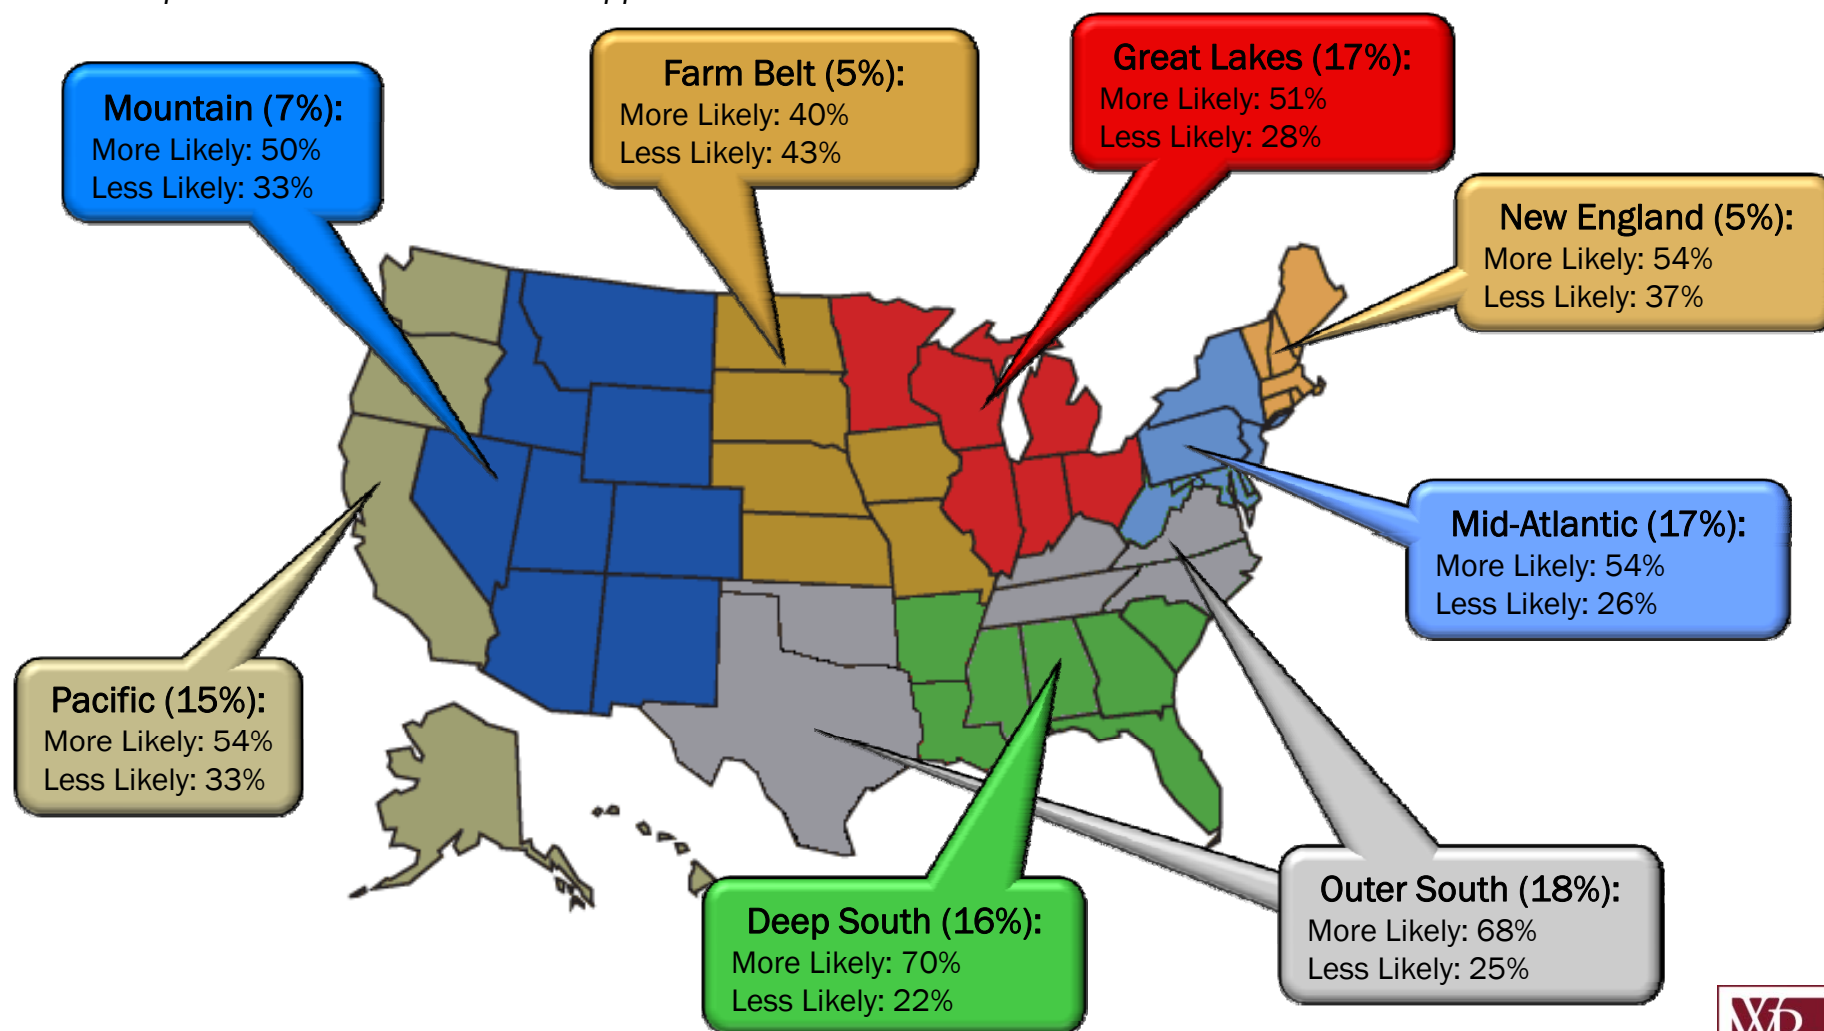 Mountain (7%):
More Likely: 50%
Less Likely: 33%
Farm Belt (5%):
More Likely: 40%
Less Likely: 43%
Great Lakes (17%):
More Likely: 51%
Less Likely: 28%
New England (5%):
More Likely: 54%
Less Likely: 37%
Mid-Atlantic (17%):
More Likely: 54%
Less Likely: 26%
Pacific (15%):
More Likely: 54%
Less Likely: 33%
Deep South (16%):
More Likely: 70%
Less Likely: 22%
Outer South (18%):
More Likely: 68%
Less Likely: 25%